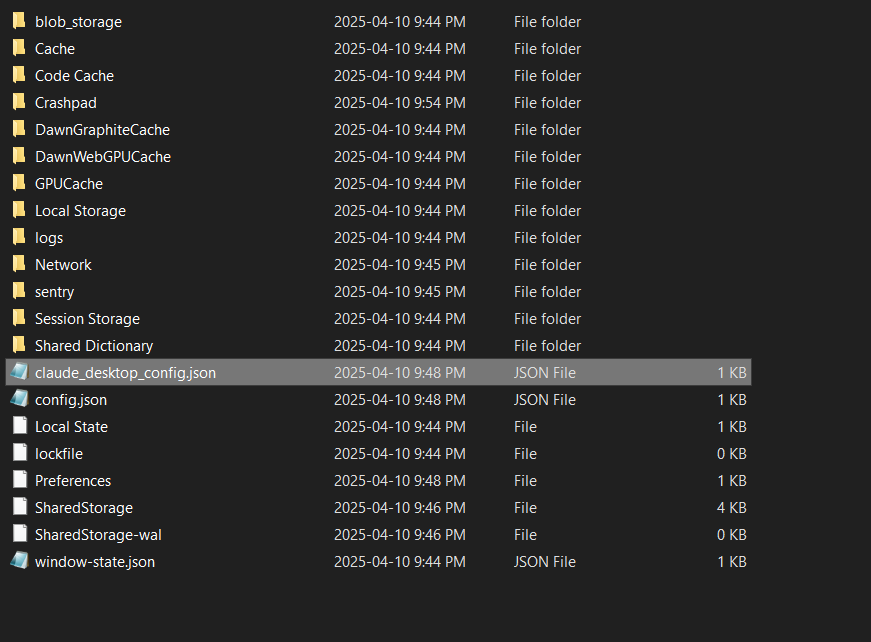 blob_storage 2025-04-10 9:44 PM File folder
Cache 2025-04-10 9:44 PM File folder
Code Cache 2025-04-10 9:44 PM File folder
Crashpad 2025-04-10 9:54 PM File folder
DawnGraphiteCache 2025-04-10 9:44 PM File folder
DawnWebGPUCache 2025-04-10 9:44 PM File folder
GPUCache 2025-04-10 9:44 PM File folder
Local Storage 2025-04-10 9:44 PM File folder
logs 2025-04-10 9:44 PM File folder
Network 2025-04-10 9:45 PM File folder
sentry 2025-04-10 9:45 PM File folder
Session Storage 2025-04-10 9:44 PM File folder
Shared Dictionary 2025-04-10 9:44 PM File folder
claude_desktop_config.json 2025-04-10 9:48 PM JSON File 1 KB
config.json 2025-04-10 9:48 PM JSON File 1 KB
Local State 2025-04-10 9:44 PM File 1 KB
lockfile 2025-04-10 9:44 PM File 0 KB
Preferences 2025-04-10 9:48 PM File 1 KB
SharedStorage 2025-04-10 9:46 PM File 4 KB
SharedStorage-wal 2025-04-10 9:46 PM File 0 KB
window-state.json 2025-04-10 9:44 PM JSON File 1 KB